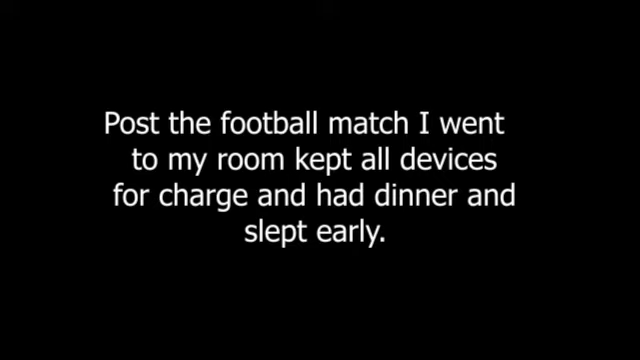 Post the football match I went
to my room kept all devices
for charge and had dinner and
slept early.